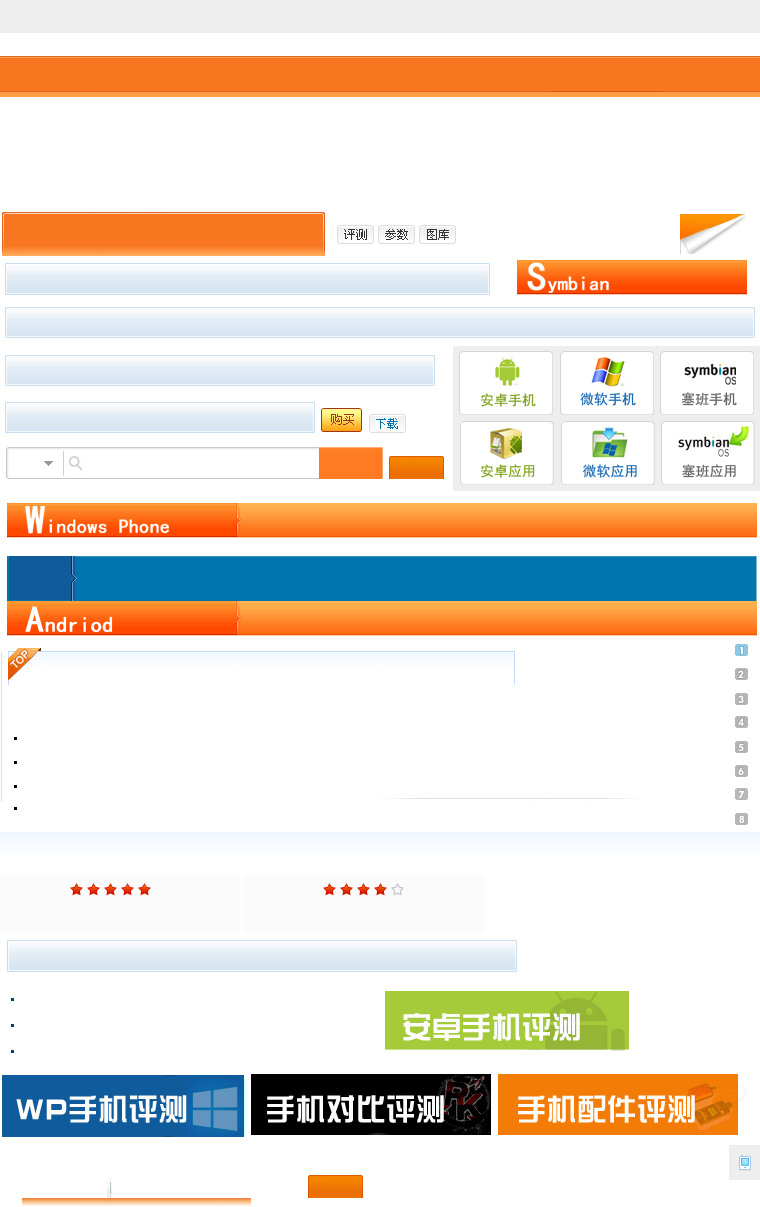 评测 参数 图库
Symbian
安卓手机 微软手机 symbian OS 塞班手机
购买 下载
安卓应用 微软应用 symbian OS 塞班应用
Windows Phone
Andriod
TOP
1
2
3
4
5
6
7
8
安卓手机评测
WP手机评测 手机对比评测 PK 手机配件评测